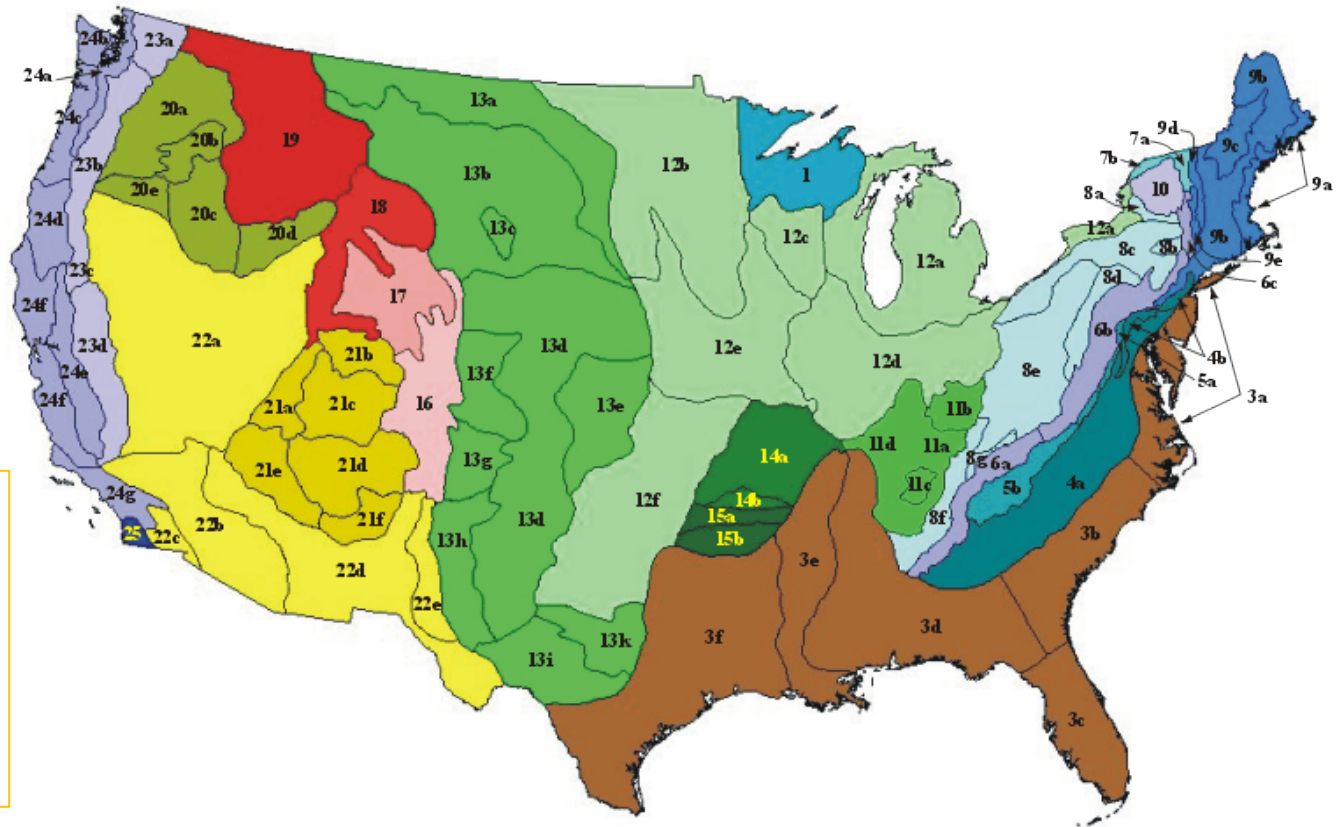 24b
23a
24a
9b
20a
13a
9d
24c
7a
20b
9c
7b
19
23b
13b
12b
1
10
9a
20e
8a
18
20c
24d
13c
12c
12a
9b
20d
8c
8b
12a
9e
23c
8d
6c
17
24f
22a
13d
6b
23d
21b
12e
12d
4b
13f
8e
5a
24e
21c
13e
3a
24f
21a
16
11b
11d
11a
14a
21e
21d
13g
8g
6a
11c
24g
14b
5b
4a
22b
21f
12f
15a
13d
8f
25
22c
15b
13h
3b
3e
22d
22e
3f
3d
13k
13i
3c